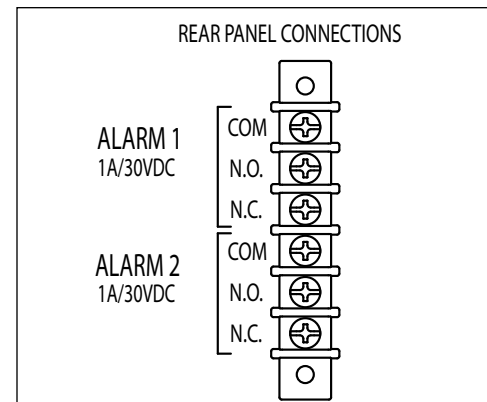 REAR PANEL CONNECTIONS
ALARM 1
1A/30VDC
COM
N.O.
N.C.
ALARM 2
1A/30VDC
COM
N.O.
N.C.